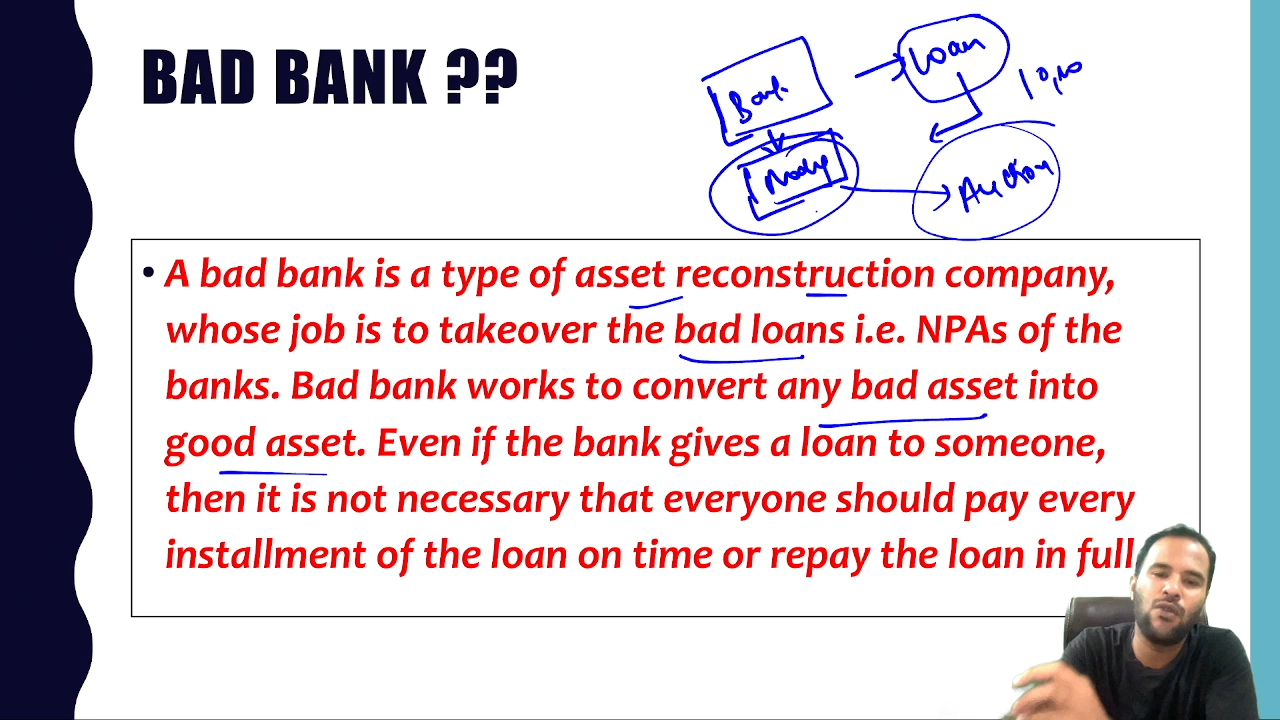 BAD BANK ??
Bank
Loan
Auction
• A bad bank is a type of asset reconstruction company,
whose job is to takeover the bad loans i.e. NPAs of the
banks. Bad bank works to convert any bad asset into
good asset. Even if the bank gives a loan to someone,
then it is not necessary that everyone should pay every
installment of the loan on time or repay the loan in full